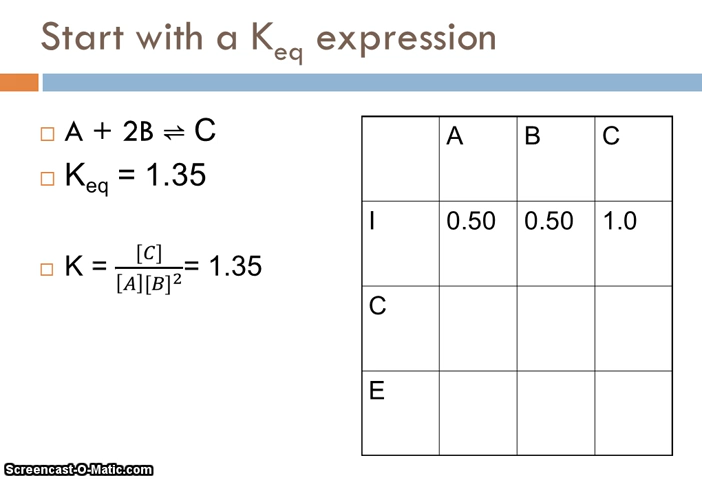 Start with a Keq expression
A + 2B ⇌ C
Keq = 1.35
K = [C] / [A][B]² = 1.35
A B C
I 0.50 0.50 1.0
C
E
Screencast-O-Matic.com